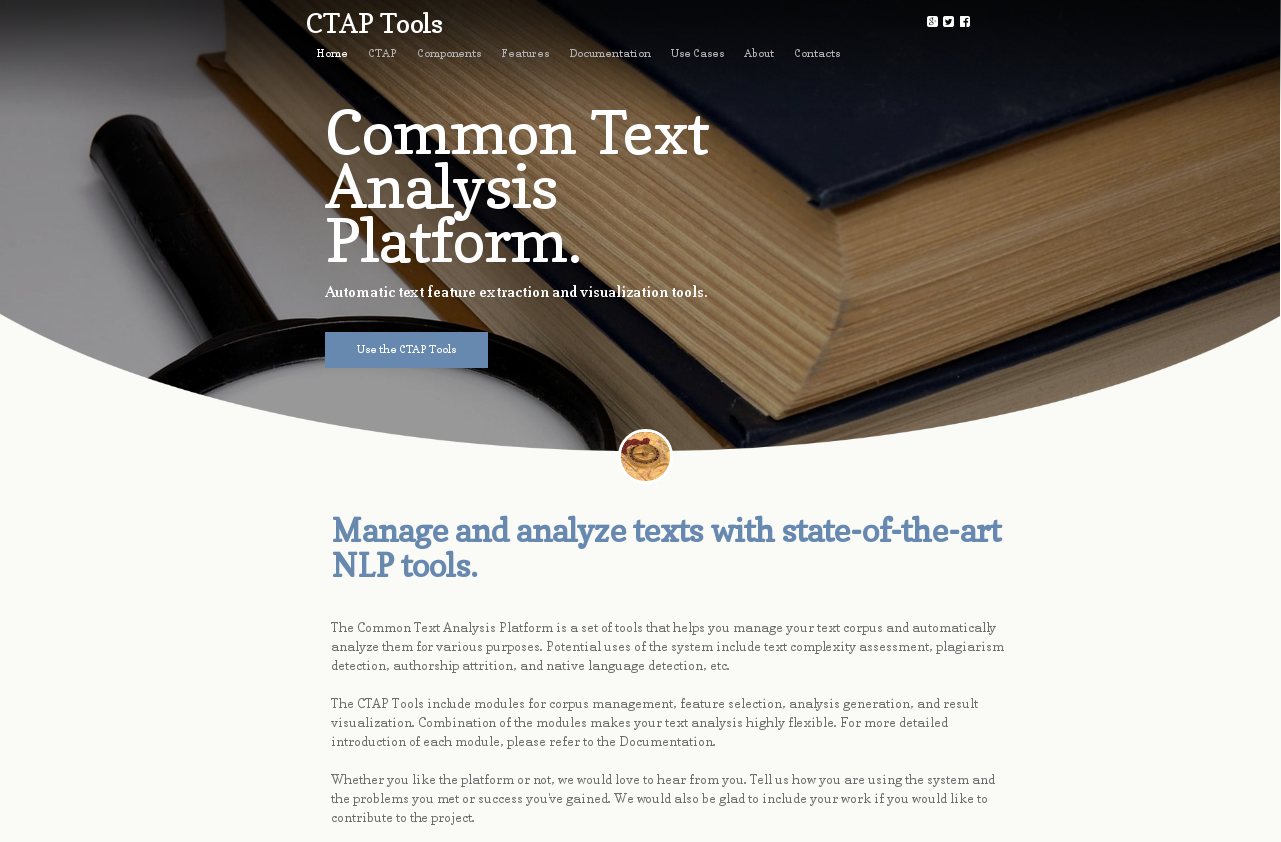 CTAP Tools
Home CTAP Components Features Documentation Use Cases About Contacts
Common Text
Analysis
Platform.
Automatic text feature extraction and visualization tools.
Use the CTAP Tools
Manage and analyze texts with state-of-the-art
NLP tools.
The Common Text Analysis Platform is a set of tools that helps you manage your text corpus and automatically
analyze them for various purposes. Potential uses of the system include text complexity assessment, plagiarism
detection, authorship attrition, and native language detection, etc.
The CTAP Tools include modules for corpus management, feature selection, analysis generation, and result
visualization. Combination of the modules makes your text analysis highly flexible. For more detailed
introduction of each module, please refer to the Documentation.
Whether you like the platform or not, we would love to hear from you. Tell us how you are using the system and
the problems you met or success you've gained. We would also be glad to include your work if you would like to
contribute to the project.